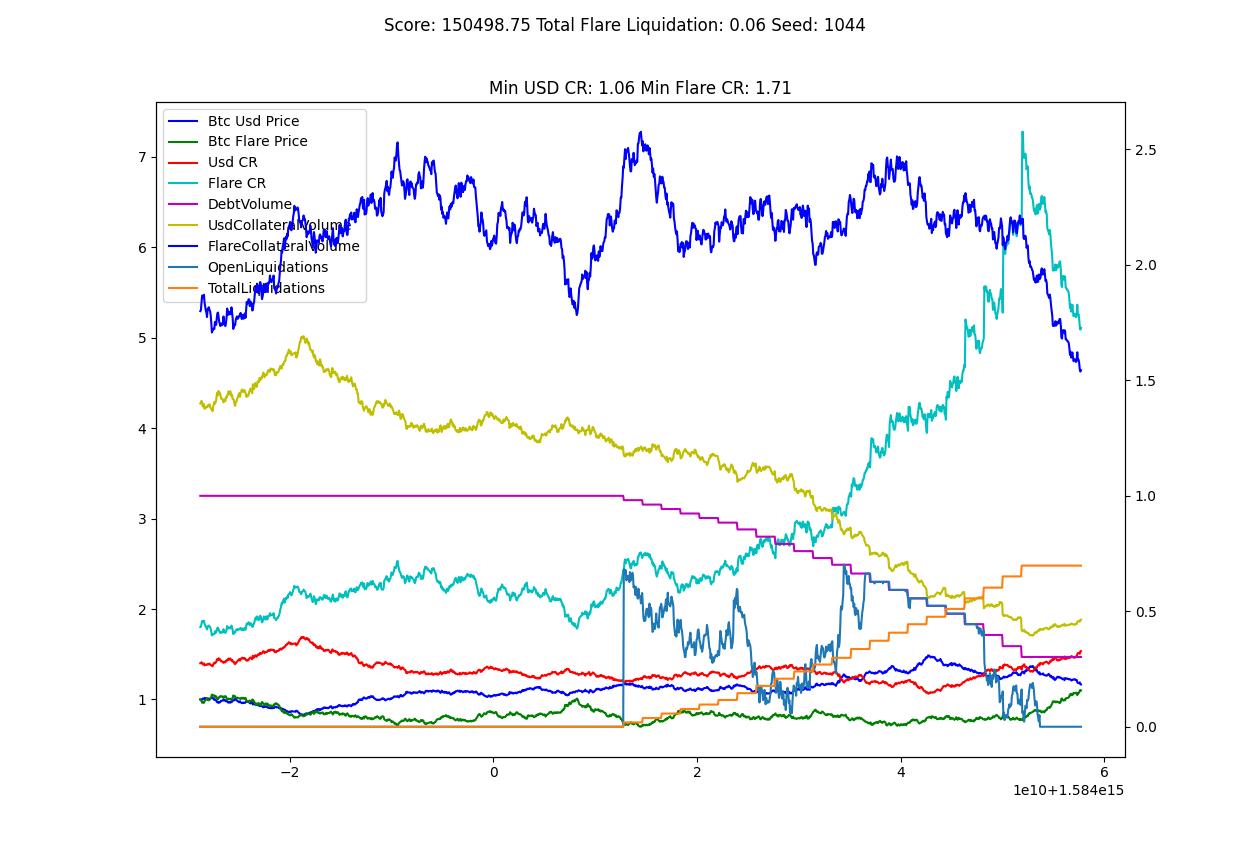 Score: 150498.75 Total Flare Liquidation: 0.06 Seed: 1044
Min USD CR: 1.06 Min Flare CR: 1.71
Btc Usd Price
Btc Flare Price
Usd CR
Flare CR
DebtVolume
UsdCollateralVolume
FlareCollateralVolume
OpenLiquidations
TotalLiquidations
7
6
5
4
3
2
1
2.5
2.0
1.5
1.0
0.5
0.0
−2
0
2
4
6
1e10+1.584e15